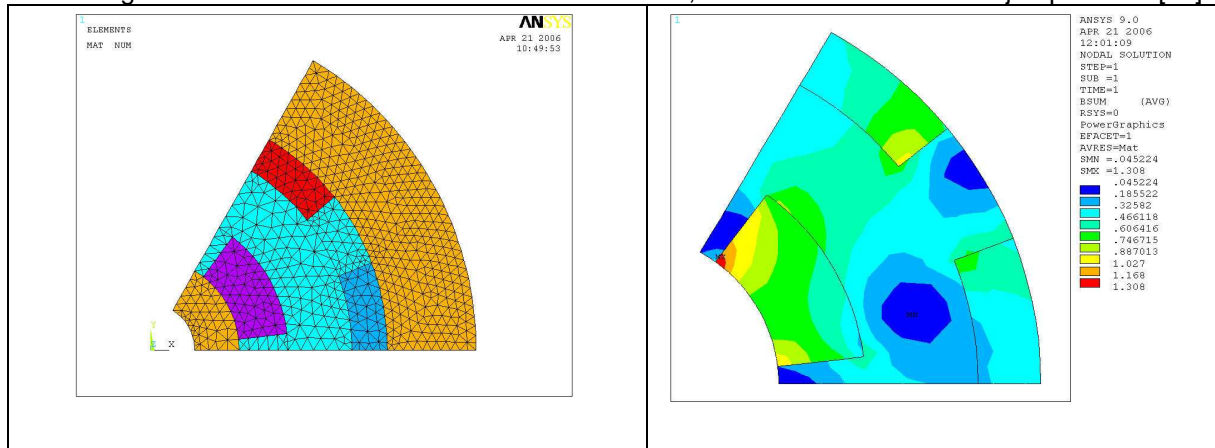 1
ELEMENTS
MAT NUM
ANSYS
APR 21 2006
10:49:53
Y
Z X
1
ANSYS 9.0
APR 21 2006
12:01:09
NODAL SOLUTION
STEP=1
SUB =1
TIME=1
BSUM (AVG)
RSYS=0
PowerGraphics
EFACET=1
AVRES=Mat
SMN =.045224
SMX =1.308
MX
MN
.045224
.185522
.32582
.466118
.606416
.746715
.887013
1.027
1.168
1.308